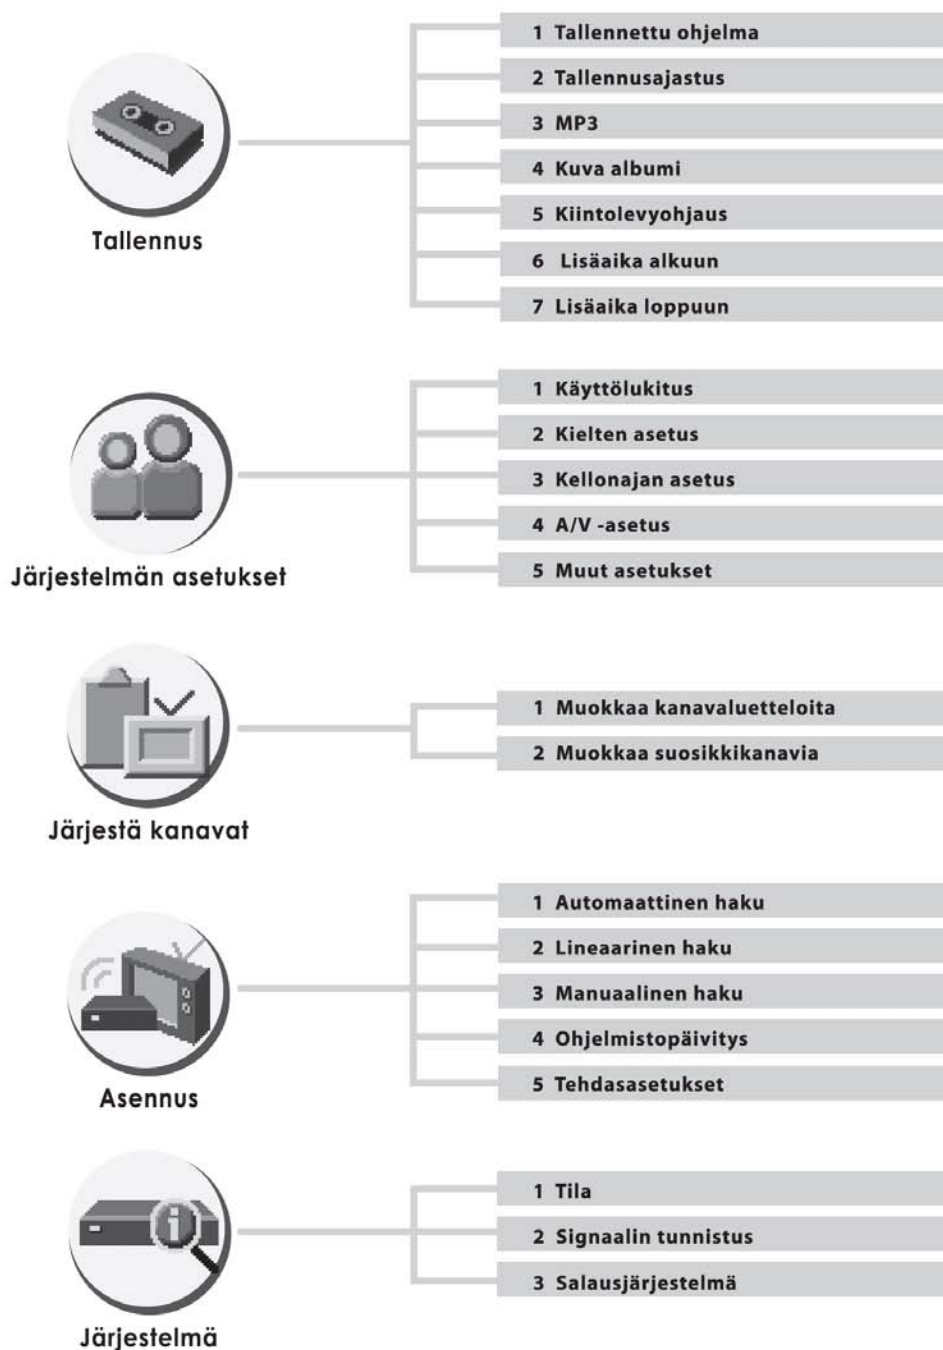 Tallennus
1 Tallennettu ohjelma
2 Tallennusajastus
3 MP3
4 Kuva albumi
5 Kiintolevyohjaus
6 Lisäaika alkuun
7 Lisäaika loppuun
Järjestelmän asetukset
1 Käyttölukitus
2 Kielten asetus
3 Kellonajan asetus
4 A/V -asetus
5 Muut asetukset
Järjestä kanavat
1 Muokkaa kanavaluetteloita
2 Muokkaa suosikkikanavia
Asennus
1 Automaattinen haku
2 Lineaarinen haku
3 Manuaalinen haku
4 Ohjelmistopäivitys
5 Tehdasasetukset
Järjestelmä
1 Tila
2 Signaalin tunnistus
3 Salausjärjestelmä